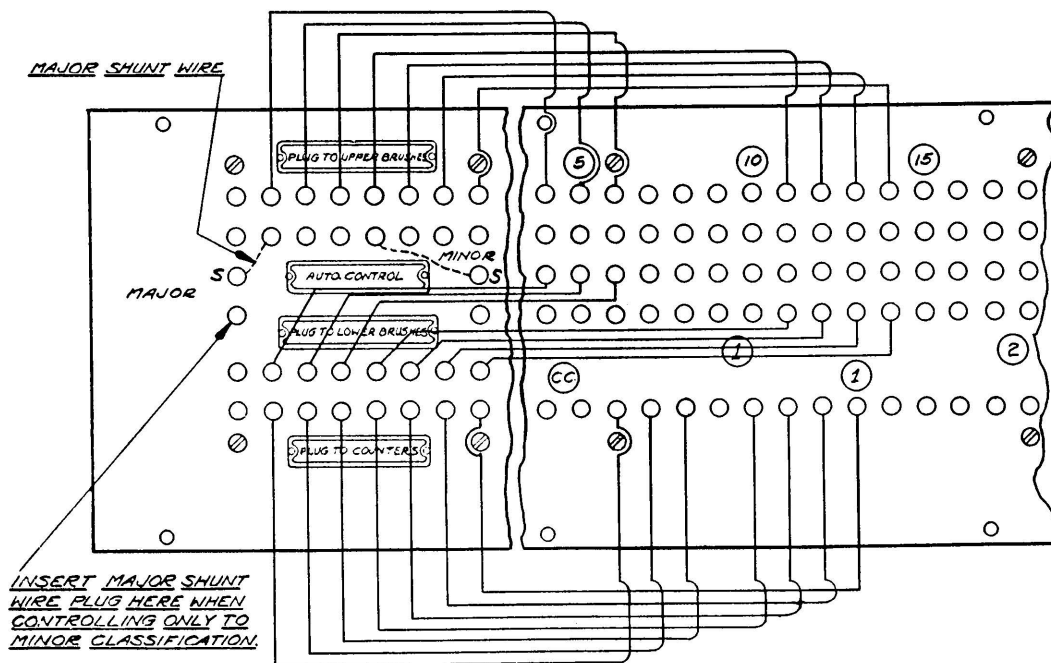 MAJOR SHUNT WIRE
PLUG TO UPPER BRUSHES
5
10
15
MINOR
S
AUTO. CONTROL
S
MAJOR
PLUG TO LOWER BRUSHES
1
2
CC
1
PLUG TO COUNTERS
INSERT MAJOR SHUNT
WIRE PLUG HERE WHEN
CONTROLLING ONLY TO
MINOR CLASSIFICATION.